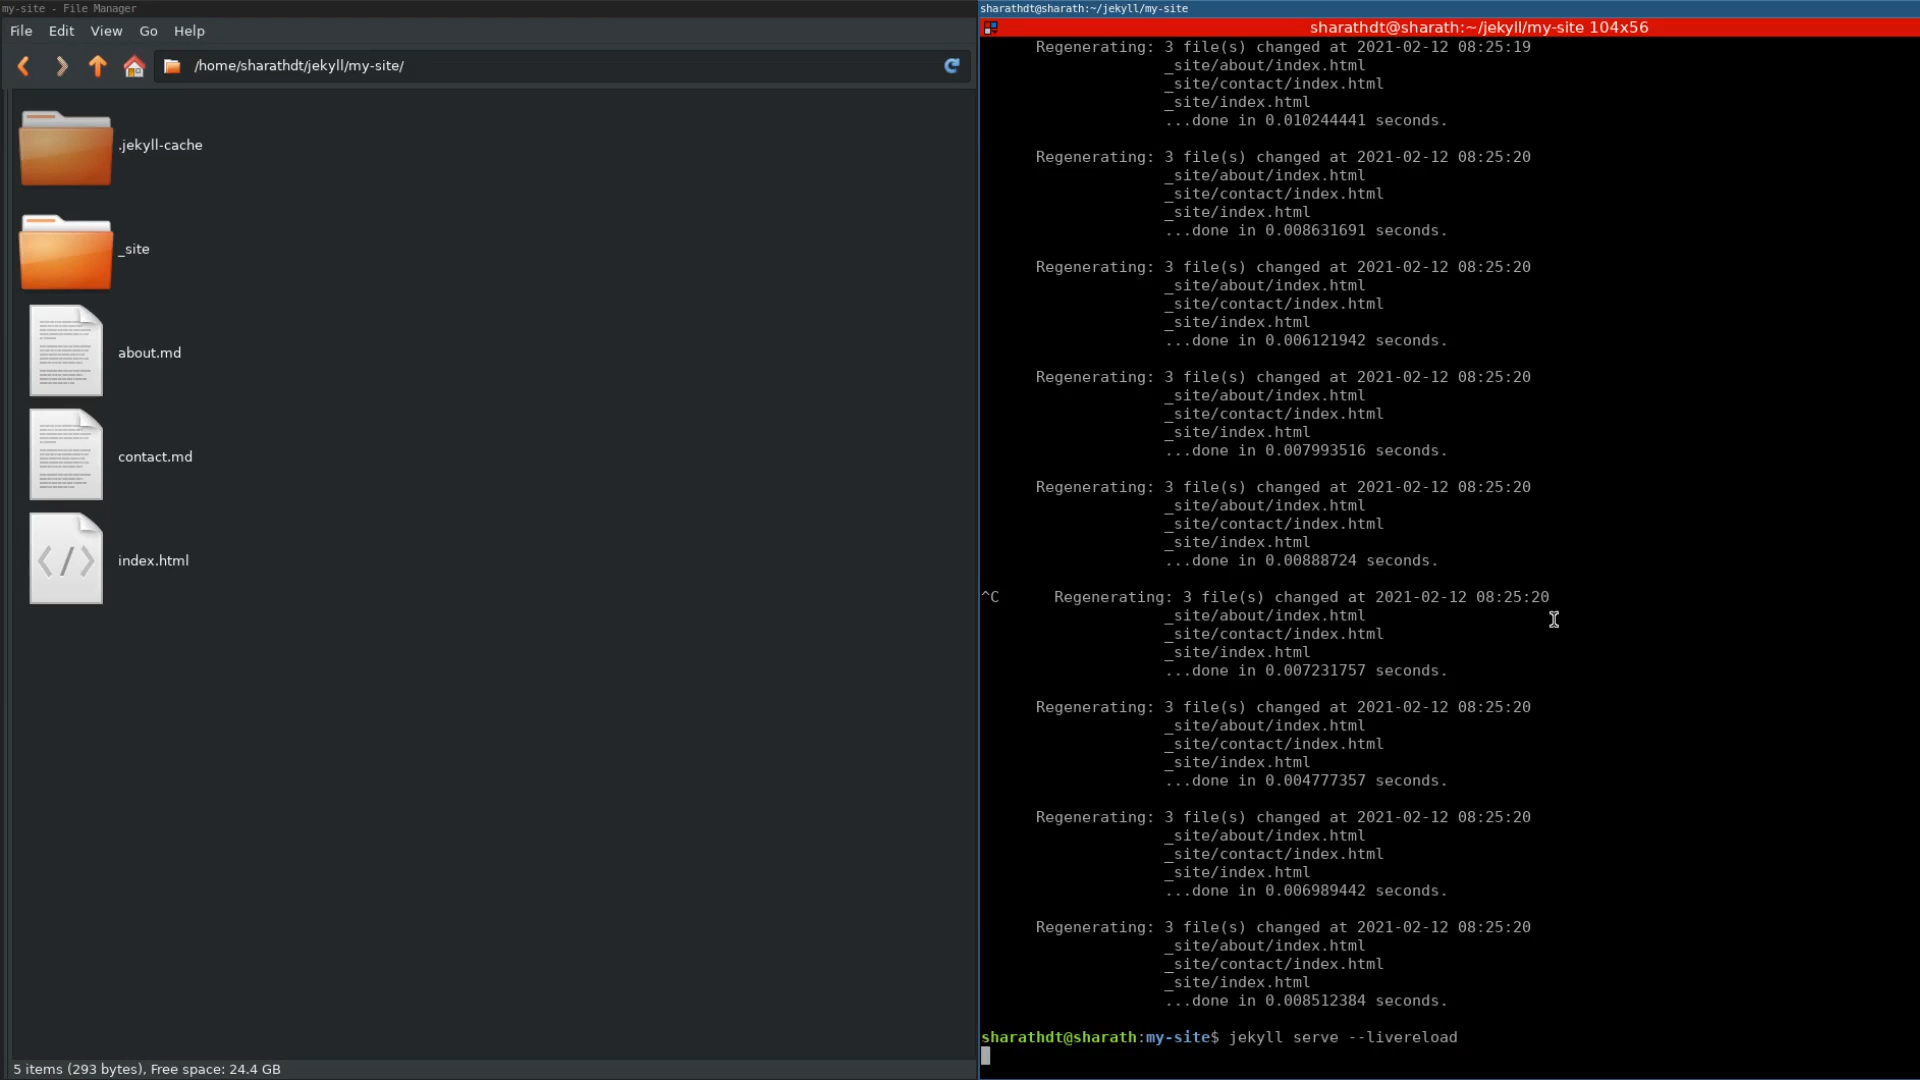 my-site - File Manager
File Edit View Go Help
/home/sharathdt/jekyll/my-site/
.jekyll-cache
_site
about.md
contact.md
index.html
5 items (293 bytes), Free space: 24.4 GB
sharathdt@sharath:~/jekyll/my-site
sharathdt@sharath:~/jekyll/my-site 104x56
Regenerating: 3 file(s) changed at 2021-02-12 08:25:19
_site/about/index.html
_site/contact/index.html
_site/index.html
...done in 0.010244441 seconds.
Regenerating: 3 file(s) changed at 2021-02-12 08:25:20
_site/about/index.html
_site/contact/index.html
_site/index.html
...done in 0.008631691 seconds.
Regenerating: 3 file(s) changed at 2021-02-12 08:25:20
_site/about/index.html
_site/contact/index.html
_site/index.html
...done in 0.006121942 seconds.
Regenerating: 3 file(s) changed at 2021-02-12 08:25:20
_site/about/index.html
_site/contact/index.html
_site/index.html
...done in 0.007993516 seconds.
Regenerating: 3 file(s) changed at 2021-02-12 08:25:20
_site/about/index.html
_site/contact/index.html
_site/index.html
...done in 0.00888724 seconds.
^C      Regenerating: 3 file(s) changed at 2021-02-12 08:25:20
_site/about/index.html
_site/contact/index.html
_site/index.html
...done in 0.007231757 seconds.
Regenerating: 3 file(s) changed at 2021-02-12 08:25:20
_site/about/index.html
_site/contact/index.html
_site/index.html
...done in 0.004777357 seconds.
Regenerating: 3 file(s) changed at 2021-02-12 08:25:20
_site/about/index.html
_site/contact/index.html
_site/index.html
...done in 0.006989442 seconds.
Regenerating: 3 file(s) changed at 2021-02-12 08:25:20
_site/about/index.html
_site/contact/index.html
_site/index.html
...done in 0.008512384 seconds.
sharathdt@sharath:my-site$ jekyll serve --livereload